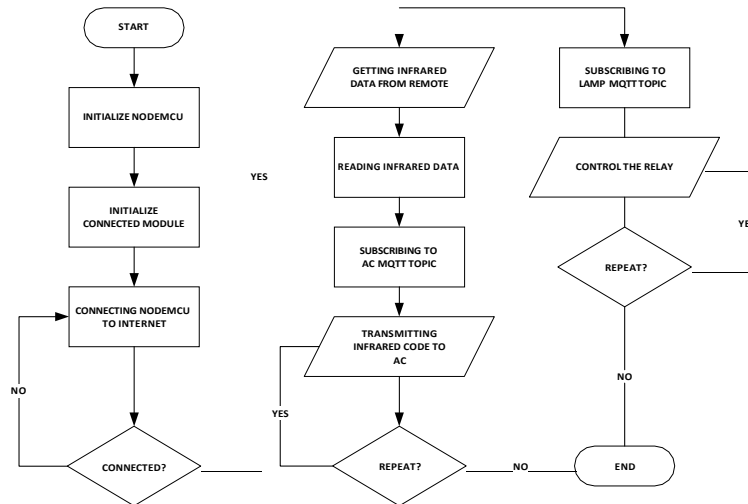 START
INITIALIZE NODEMCU
INITIALIZE
CONNECTED MODULE
CONNECTING NODEMCU
TO INTERNET
NO
CONNECTED?
YES
GETTING INFRARED
DATA FROM REMOTE
READING INFRARED DATA
SUBSCRIBING TO
AC MQTT TOPIC
TRANSMITTING
INFRARED CODE TO
AC
YES
REPEAT?
NO
SUBSCRIBING TO
LAMP MQTT TOPIC
CONTROL THE RELAY
REPEAT?
NO
END